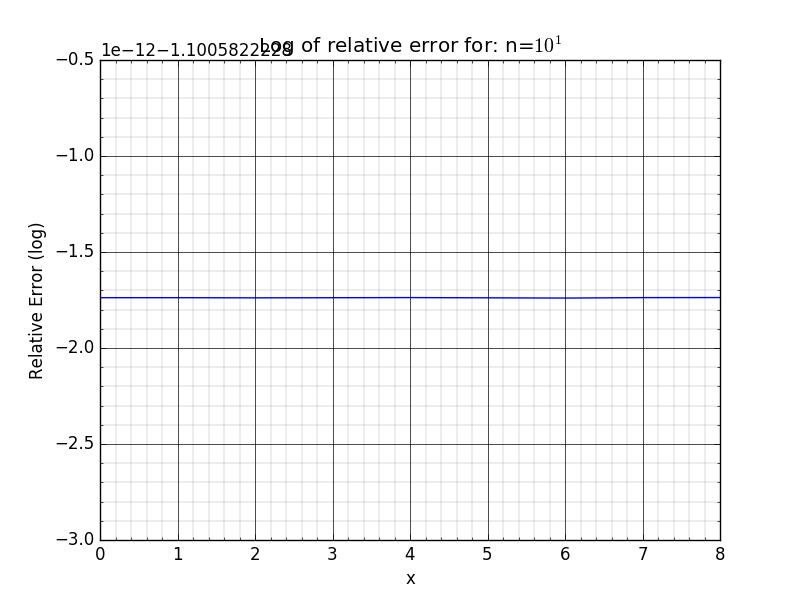 1e−12−1.1005822228
Log of relative error for: n=10¹
−0.5
−1.0
−1.5
−2.0
−2.5
−3.0
Relative Error (log)
0 1 2 3 4 5 6 7 8
x